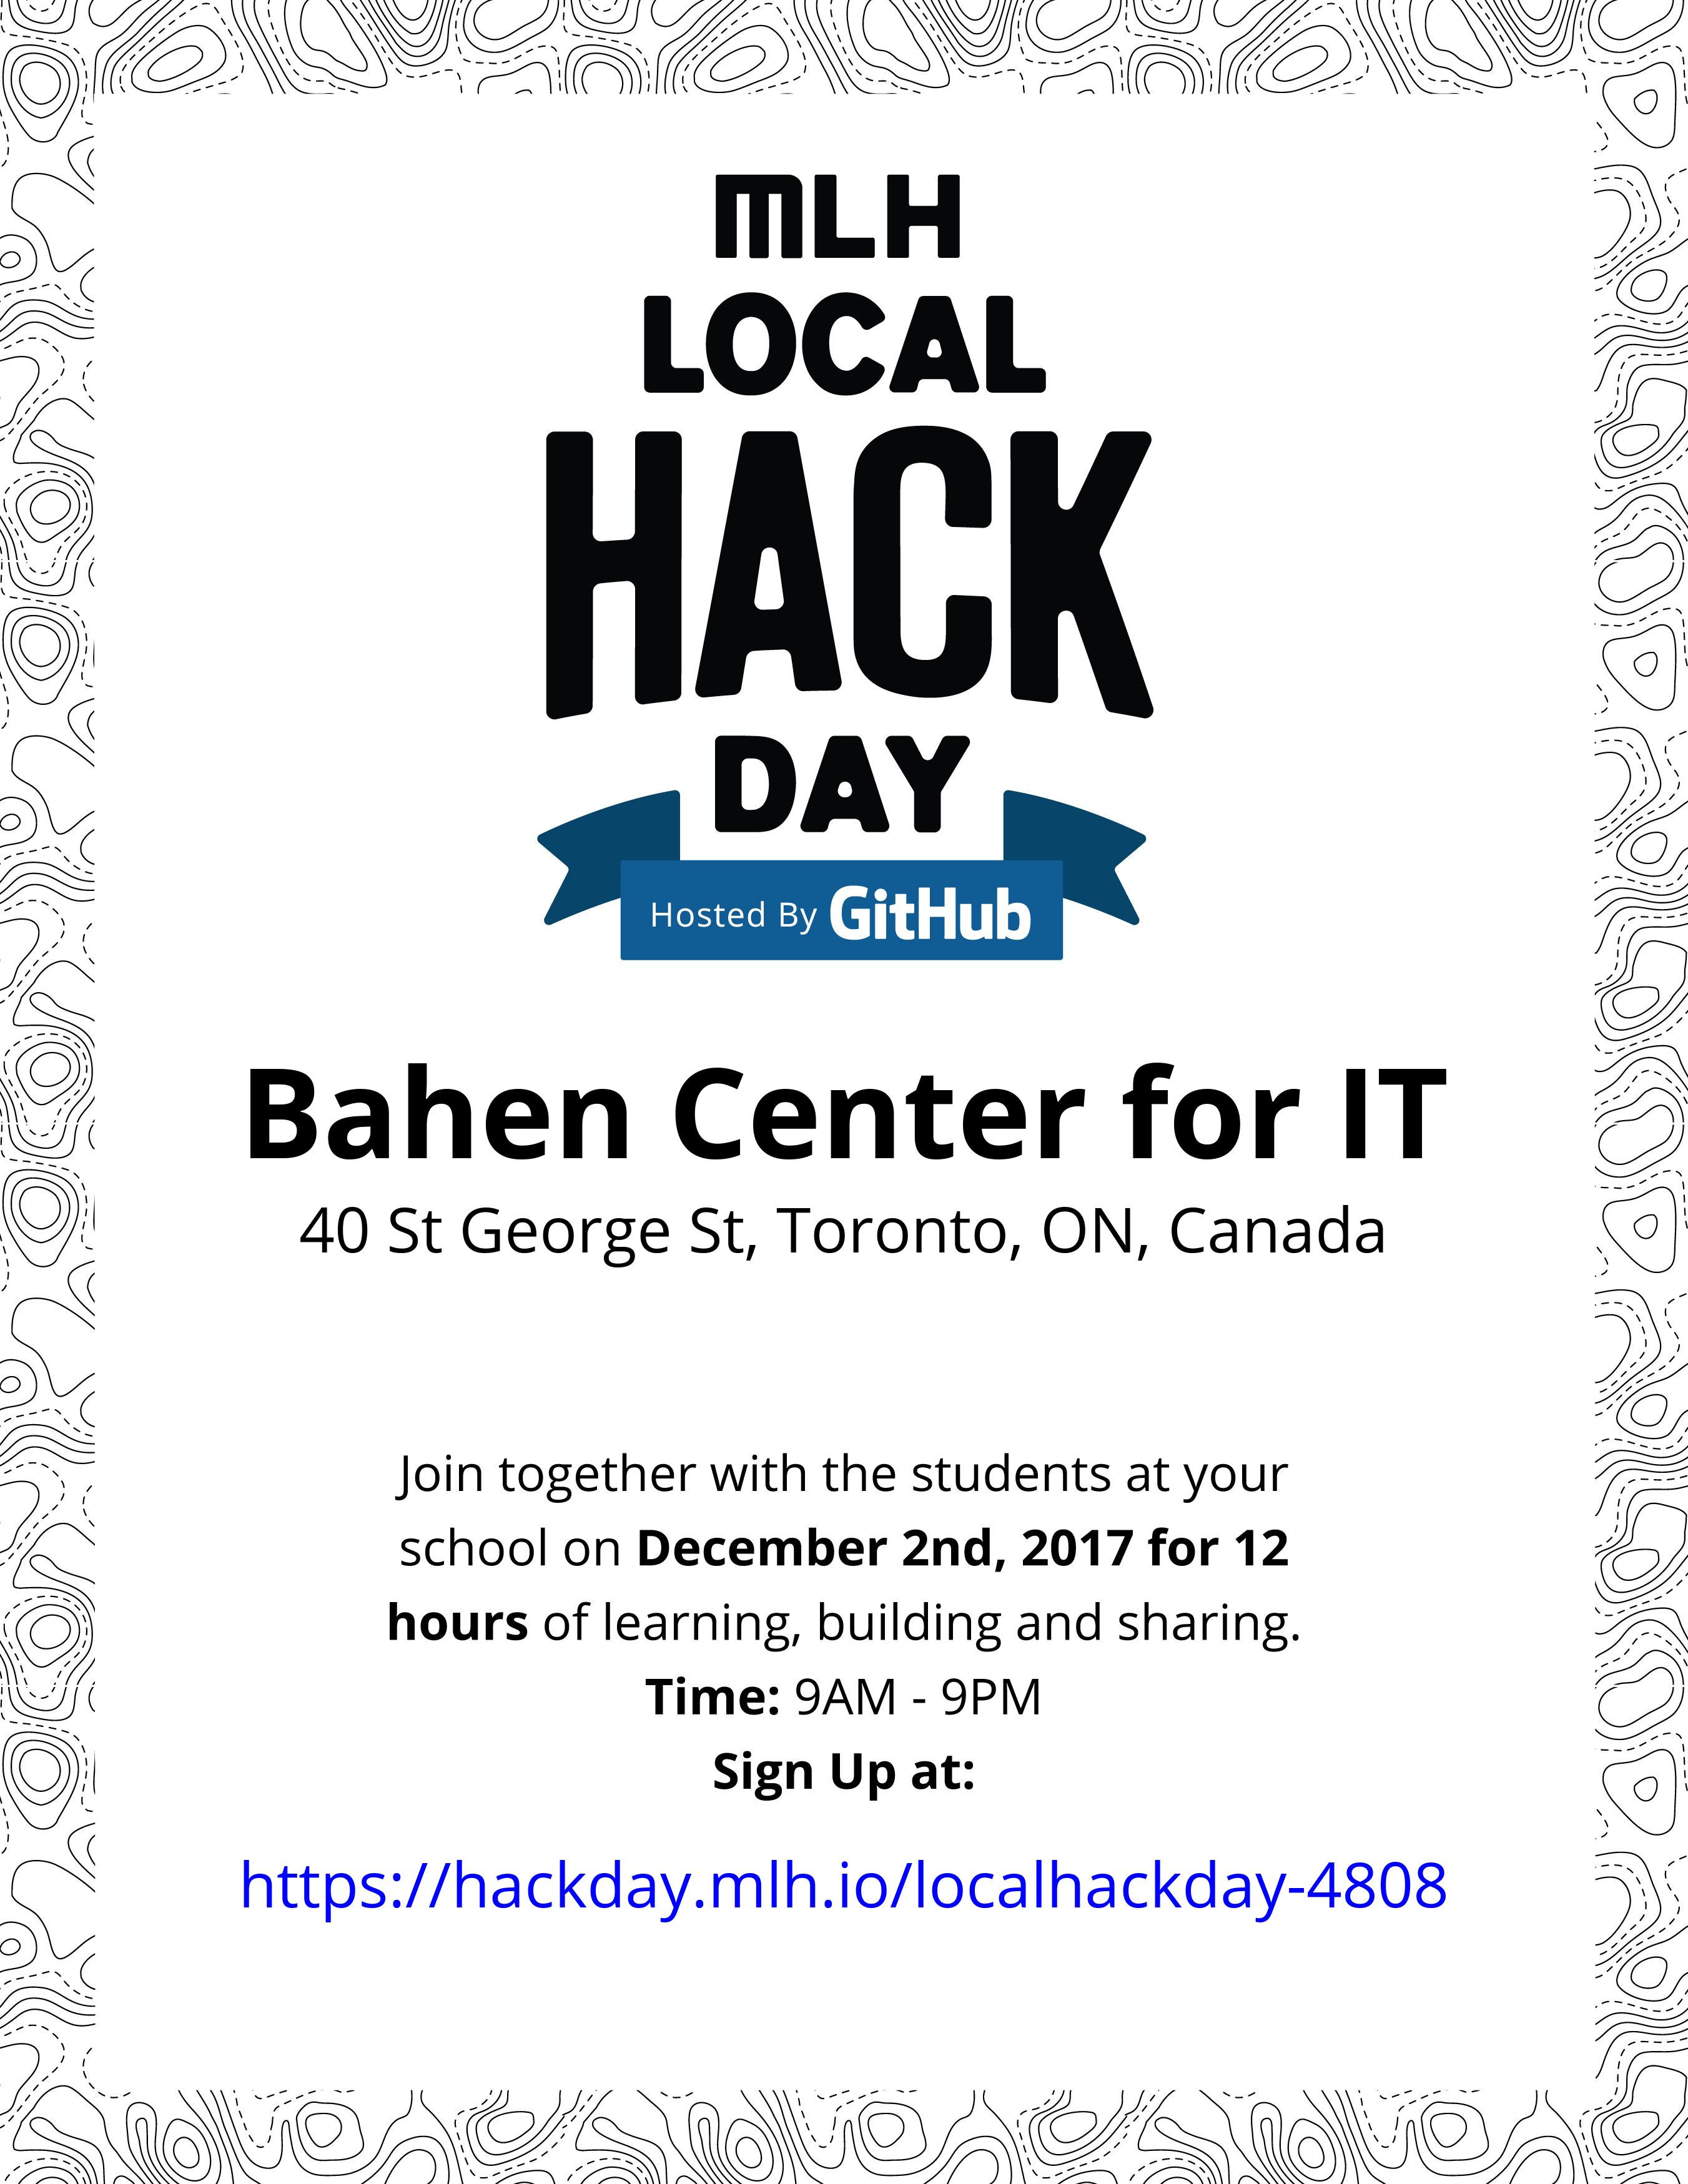 MLH
LOCAL
HACK
DAY
Hosted By GitHub
Bahen Center for IT
40 St George St, Toronto, ON, Canada
Join together with the students at your
school on December 2nd, 2017 for 12
hours of learning, building and sharing.
Time: 9AM - 9PM
Sign Up at:
https://hackday.mlh.io/localhackday-4808